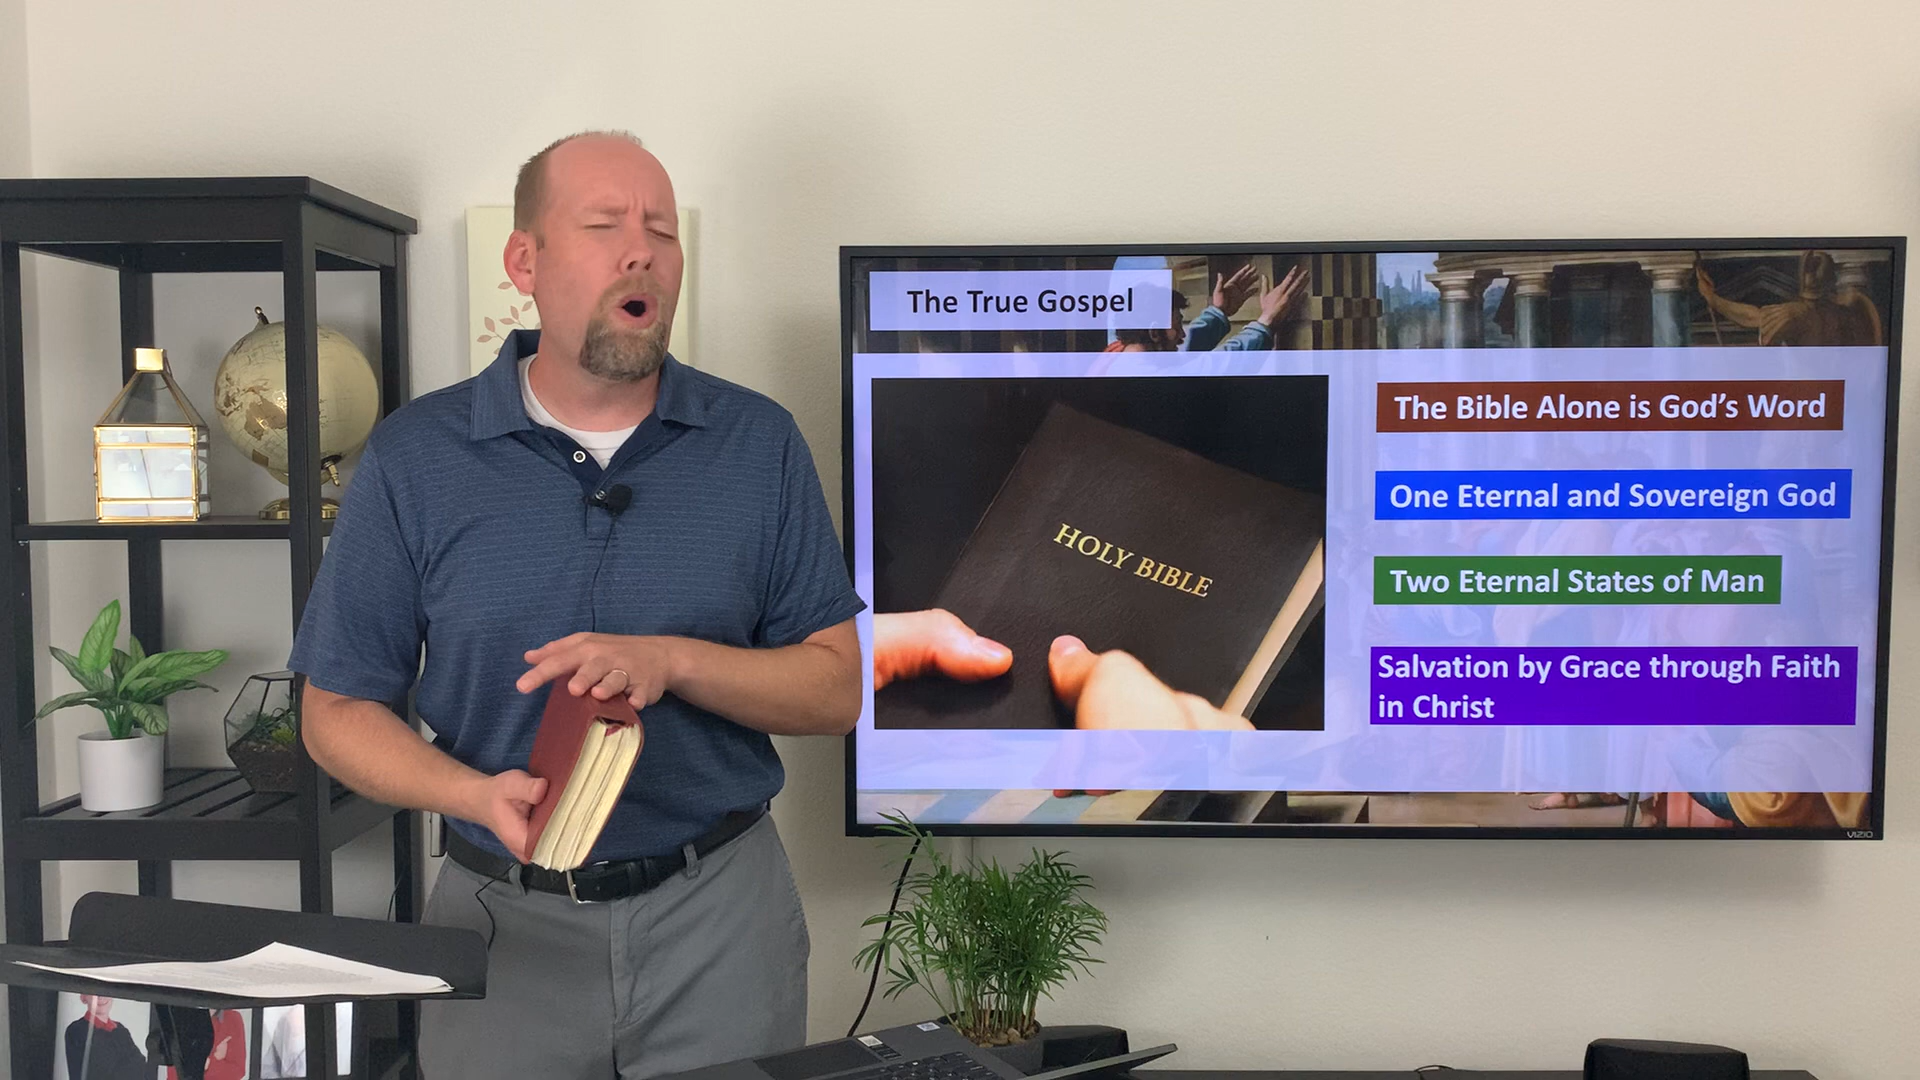 The True Gospel
HOLY BIBLE
The Bible Alone is God's Word
One Eternal and Sovereign God
Two Eternal States of Man
Salvation by Grace through Faith
in Christ
VIZIO